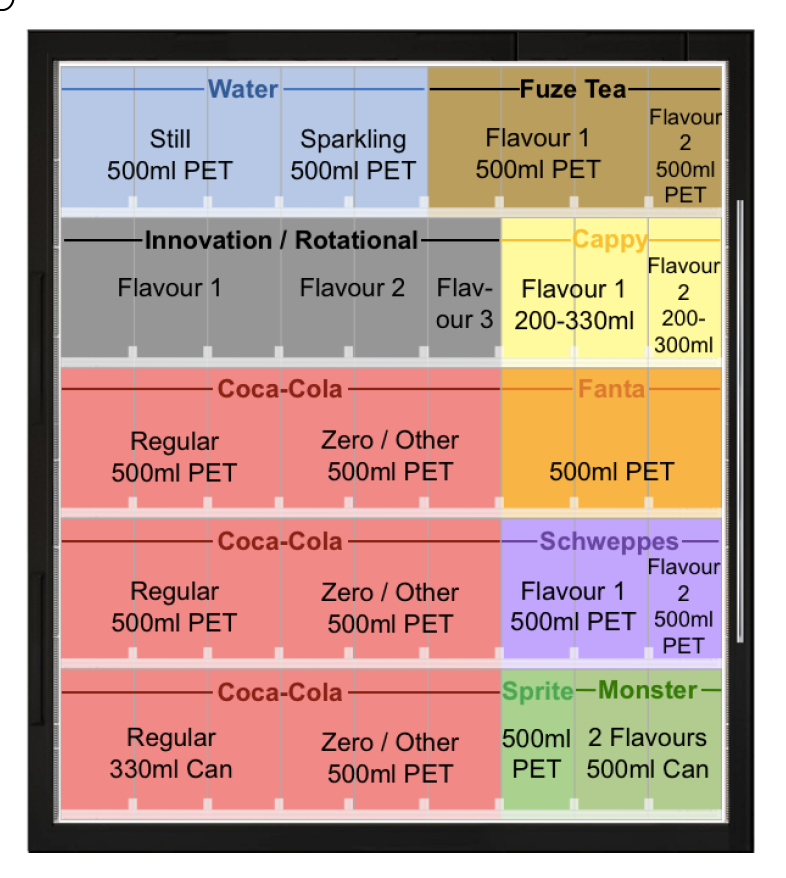 Water
Fuze Tea
Still
500ml PET
Sparkling
500ml PET
Flavour 1
500ml PET
Flavour
2
500ml
PET
Innovation / Rotational
Cappy
Flavour 1
Flavour 2
Flav-
our 3
Flavour 1
200-330ml
Flavour
2
200-
300ml
Coca-Cola
Fanta
Regular
500ml PET
Zero / Other
500ml PET
500ml PET
Coca-Cola
Schweppes
Regular
500ml PET
Zero / Other
500ml PET
Flavour 1
500ml PET
Flavour
2
500ml
PET
Coca-Cola
Sprite
Monster
Regular
330ml Can
Zero / Other
500ml PET
500ml
PET
2 Flavours
500ml Can